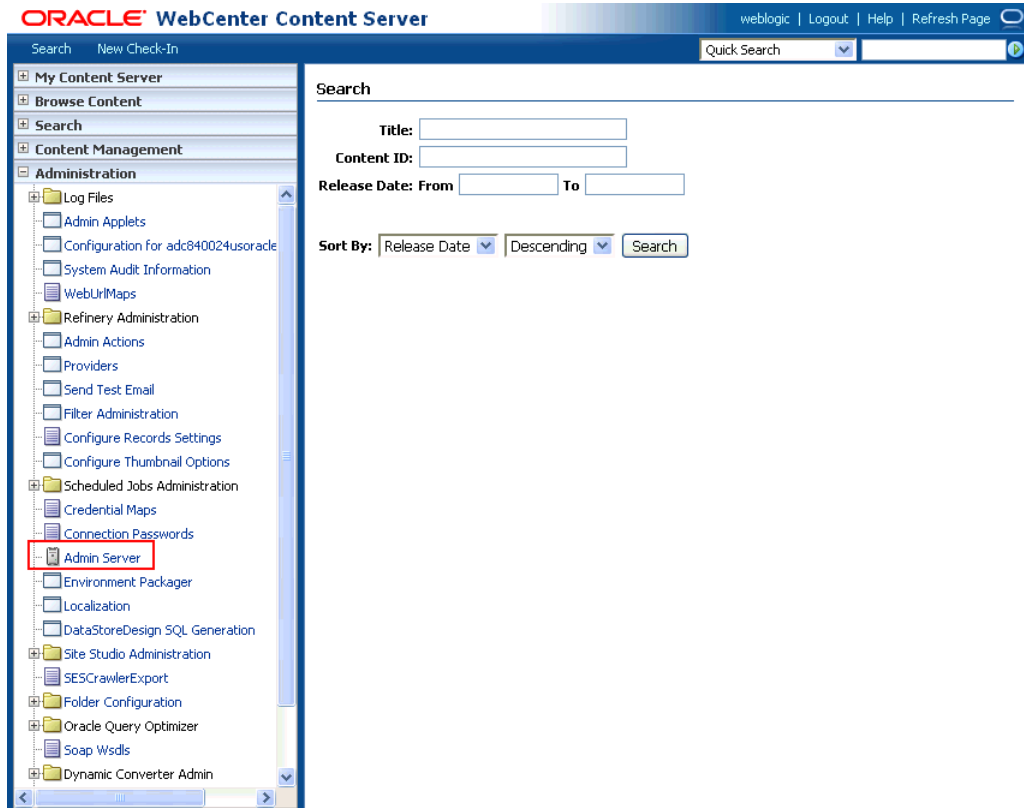 ORACLE WebCenter Content Server
weblogic | Logout | Help | Refresh Page
Search New Check-In
Quick Search
My Content Server
Browse Content
Search
Content Management
Administration
Log Files
Admin Applets
Configuration for adc840024usoracle
System Audit Information
WebUrlMaps
Refinery Administration
Admin Actions
Providers
Send Test Email
Filter Administration
Configure Records Settings
Configure Thumbnail Options
Scheduled Jobs Administration
Credential Maps
Connection Passwords
Admin Server
Environment Packager
Localization
DataStoreDesign SQL Generation
Site Studio Administration
SESCrawlerExport
Folder Configuration
Oracle Query Optimizer
Soap Wsdls
Dynamic Converter Admin
Search
Title:
Content ID:
Release Date: From To
Sort By: Release Date Descending Search